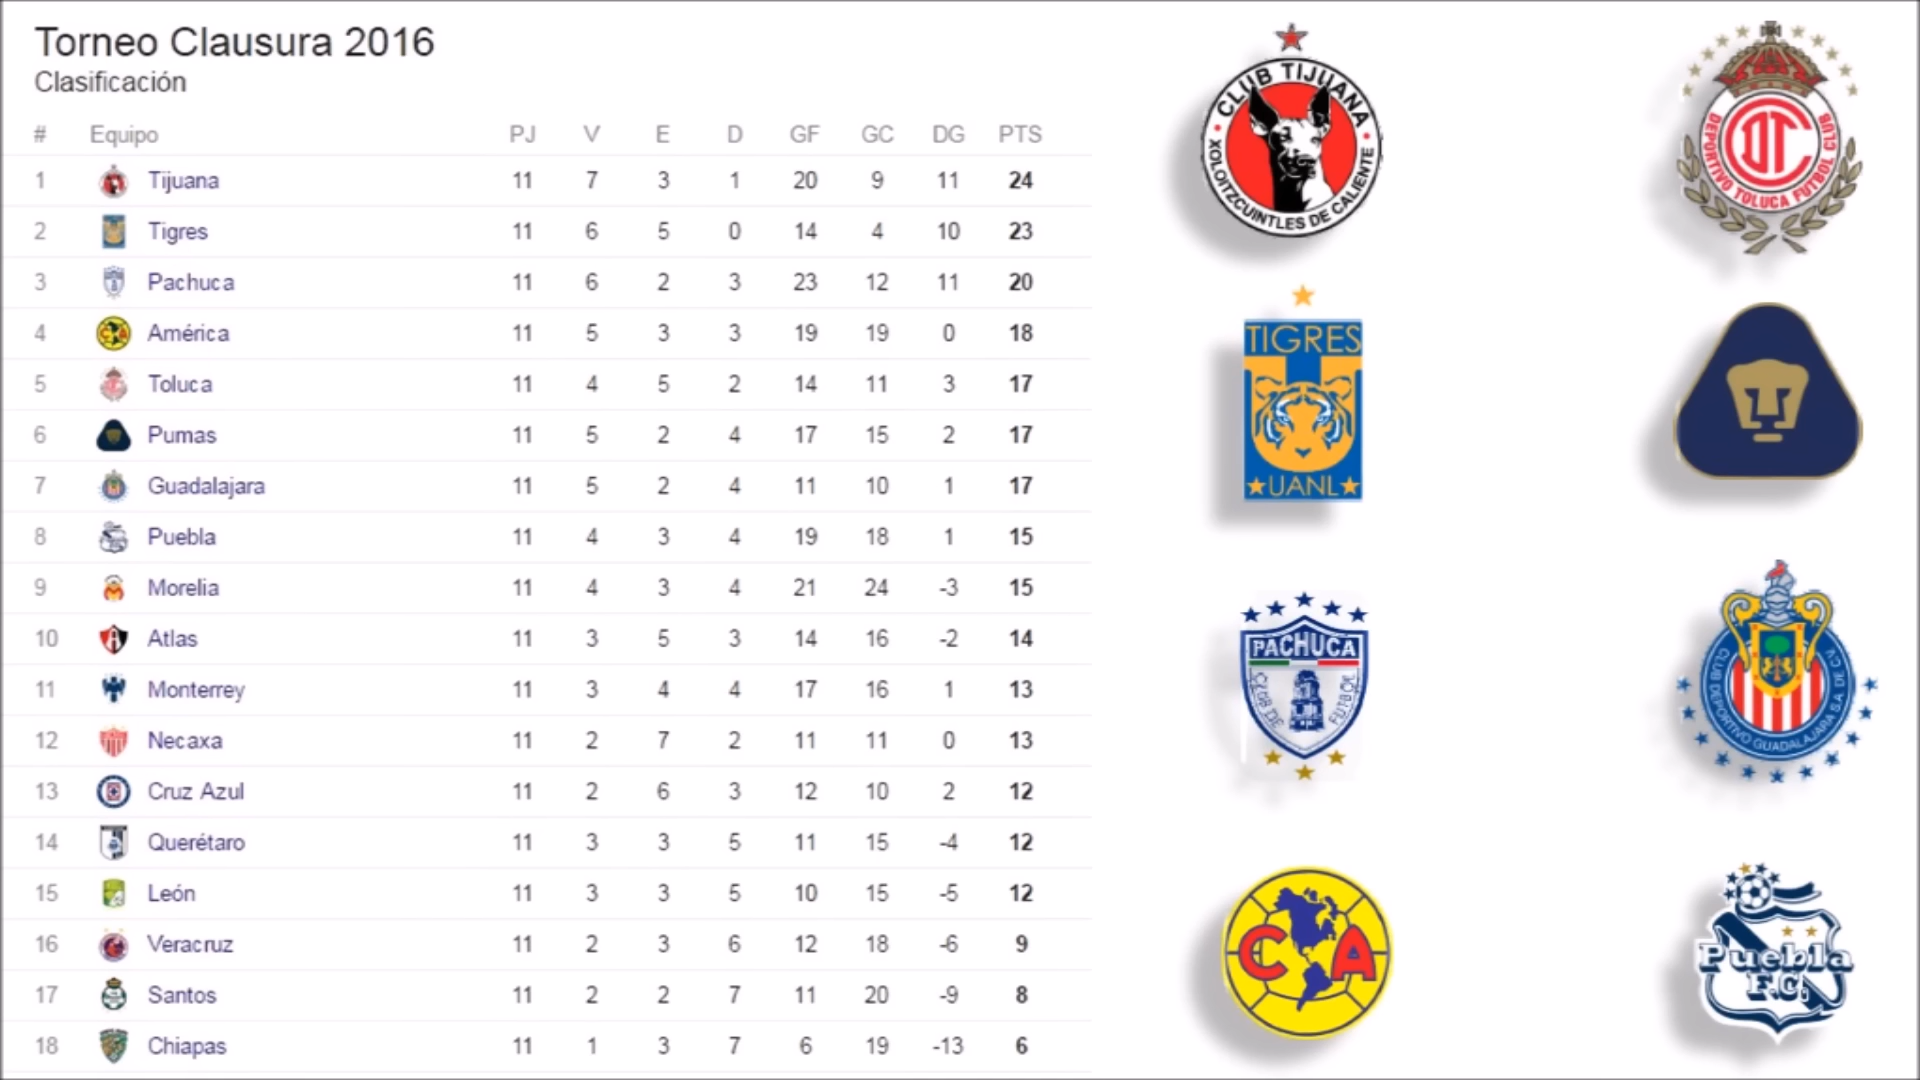 Torneo Clausura 2016
Clasificación
# Equipo PJ V E D GF GC DG PTS
1 Tijuana 11 7 3 1 20 9 11 24
2 Tigres 11 6 5 0 14 4 10 23
3 Pachuca 11 6 2 3 23 12 11 20
4 América 11 5 3 3 19 19 0 18
5 Toluca 11 4 5 2 14 11 3 17
6 Pumas 11 5 2 4 17 15 2 17
7 Guadalajara 11 5 2 4 11 10 1 17
8 Puebla 11 4 3 4 19 18 1 15
9 Morelia 11 4 3 4 21 24 -3 15
10 Atlas 11 3 5 3 14 16 -2 14
11 Monterrey 11 3 4 4 17 16 1 13
12 Necaxa 11 2 7 2 11 11 0 13
13 Cruz Azul 11 2 6 3 12 10 2 12
14 Querétaro 11 3 3 5 11 15 -4 12
15 León 11 3 3 5 10 15 -5 12
16 Veracruz 11 2 3 6 12 18 -6 9
17 Santos 11 2 2 7 11 20 -9 8
18 Chiapas 11 1 3 7 6 19 -13 6
CLUB TIJUANA
XOLOITZCUINTLES DE CALIENTE
DT
DEPORTIVO TOLUCA FUTBOL CLUB
TIGRES
UANL
PACHUCA
CLUB DE FUTBOL
CLUB DEPORTIVO GUADALAJARA S.A. DE C.V.
CA
Puebla
F.C.